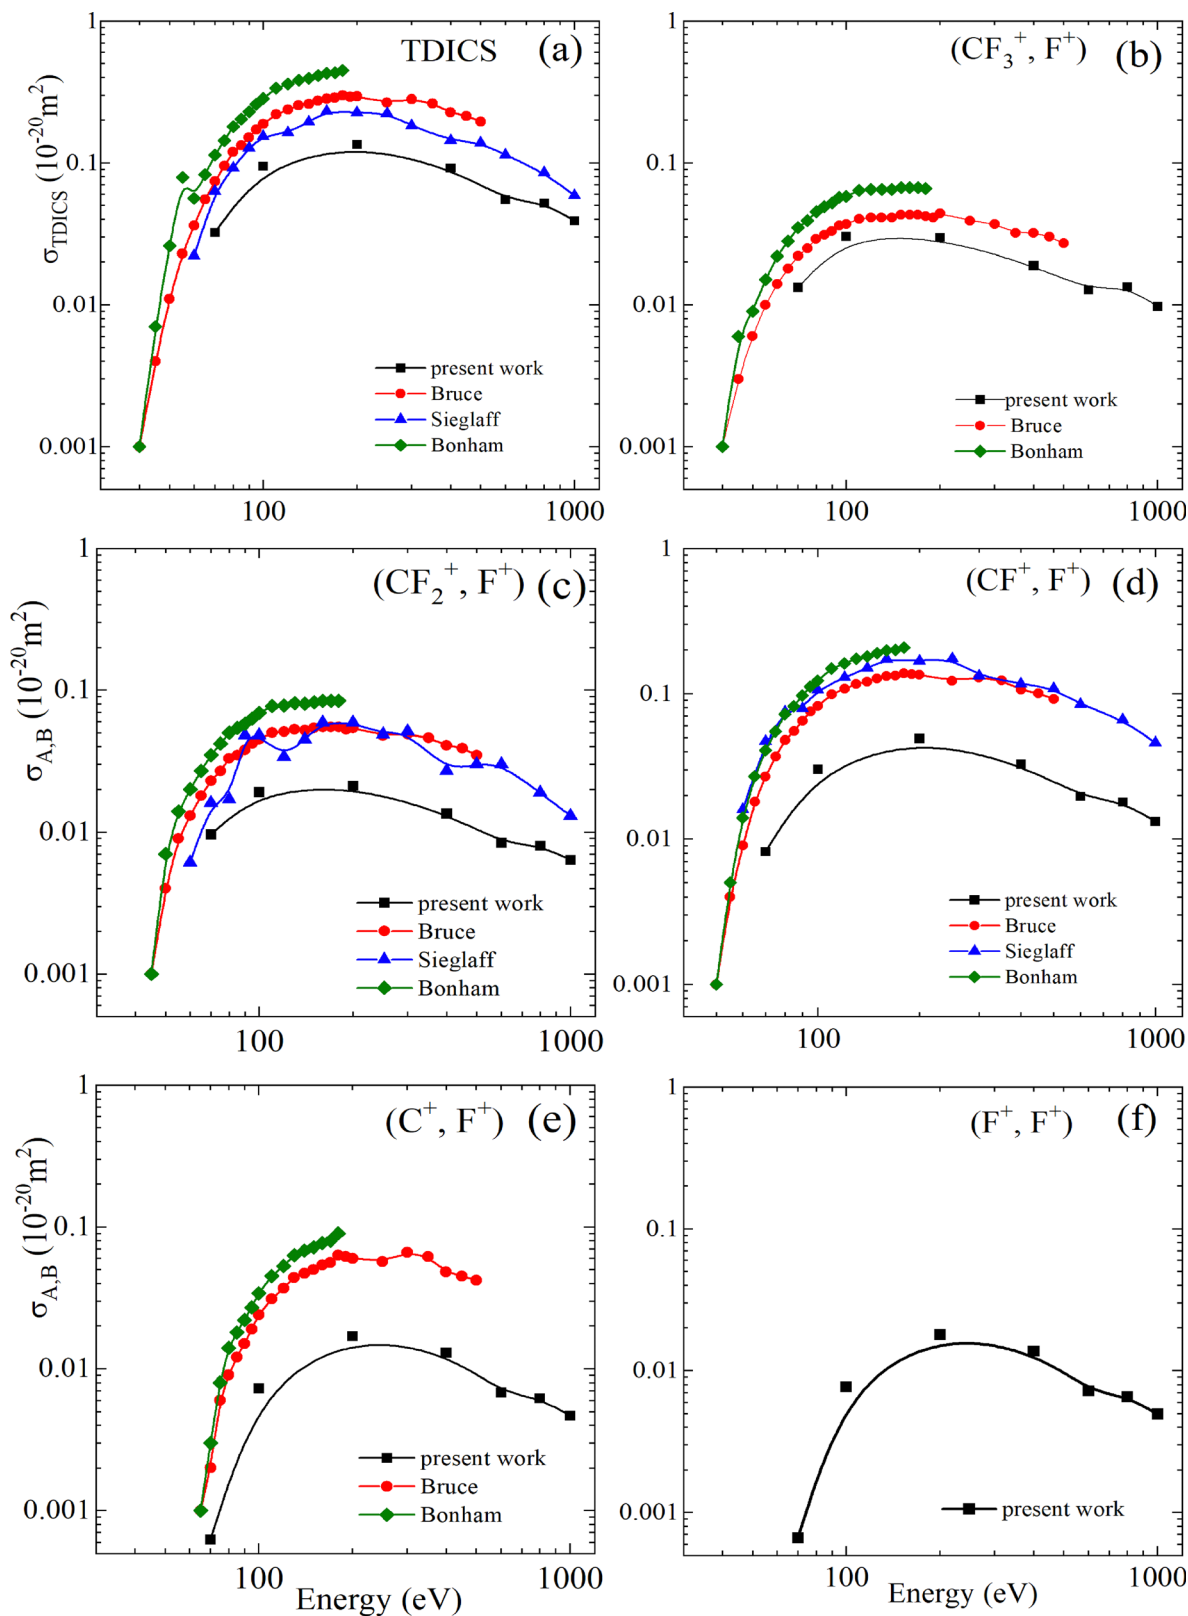 TDICS (a)
σTDICS (10⁻²⁰m²)
1
0.1
0.01
0.001
100 1000
present work
Bruce
Sieglaff
Bonham
(CF₃⁺, F⁺) (b)
1
0.1
0.01
0.001
100 1000
present work
Bruce
Bonham
(CF₂⁺, F⁺) (c)
σA,B (10⁻²⁰m²)
1
0.1
0.01
0.001
100 1000
present work
Bruce
Sieglaff
Bonham
(CF⁺, F⁺) (d)
1
0.1
0.01
0.001
100 1000
present work
Bruce
Sieglaff
Bonham
(C⁺, F⁺) (e)
σA,B (10⁻²⁰m²)
1
0.1
0.01
0.001
100 1000
Energy (eV)
present work
Bruce
Bonham
(F⁺, F⁺) (f)
1
0.1
0.01
0.001
100 1000
Energy (eV)
present work